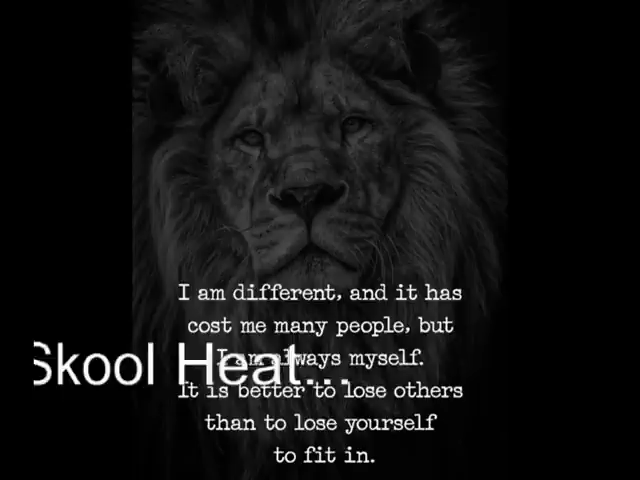 I am different, and it has
cost me many people, but
I am always myself.
Skool Heat...
It is better to lose others
than to lose yourself
to fit in.